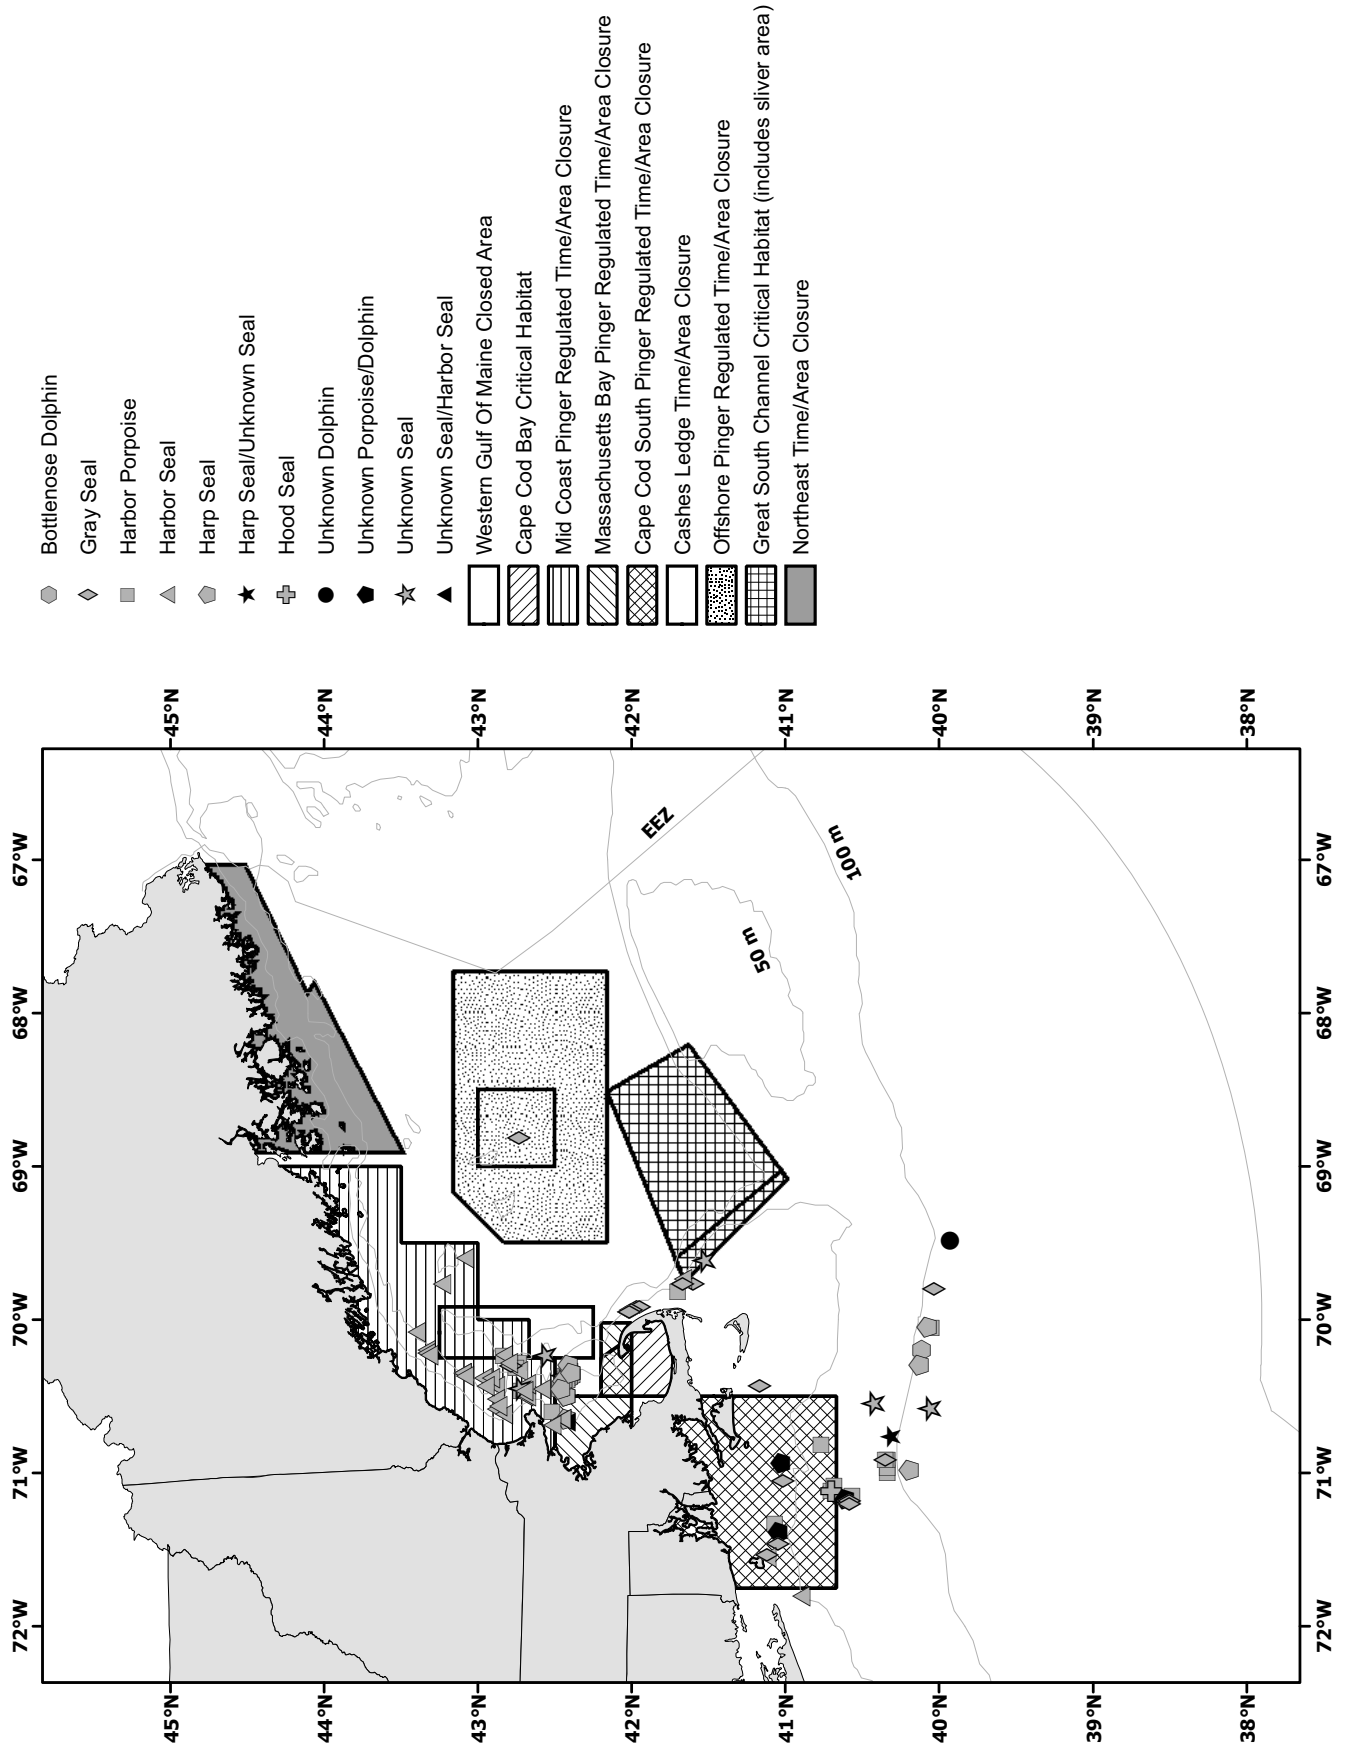 Bottlenose Dolphin
Gray Seal
Harbor Porpoise
Harbor Seal
Harp Seal
Harp Seal/Unknown Seal
Hood Seal
Unknown Dolphin
Unknown Porpoise/Dolphin
Unknown Seal
Unknown Seal/Harbor Seal
Western Gulf Of Maine Closed Area
Cape Cod Bay Critical Habitat
Mid Coast Pinger Regulated Time/Area Closure
Massachusetts Bay Pinger Regulated Time/Area Closure
Cape Cod South Pinger Regulated Time/Area Closure
Cashes Ledge Time/Area Closure
Offshore Pinger Regulated Time/Area Closure
Great South Channel Critical Habitat (includes sliver area)
Northeast Time/Area Closure
72°W 71°W 70°W 69°W 68°W 67°W
45°N 45°N
44°N 44°N
43°N 43°N
42°N 42°N
EEZ
50 m
100 m
41°N 41°N
40°N 40°N
39°N 39°N
38°N 38°N
72°W 71°W 70°W 69°W 68°W 67°W